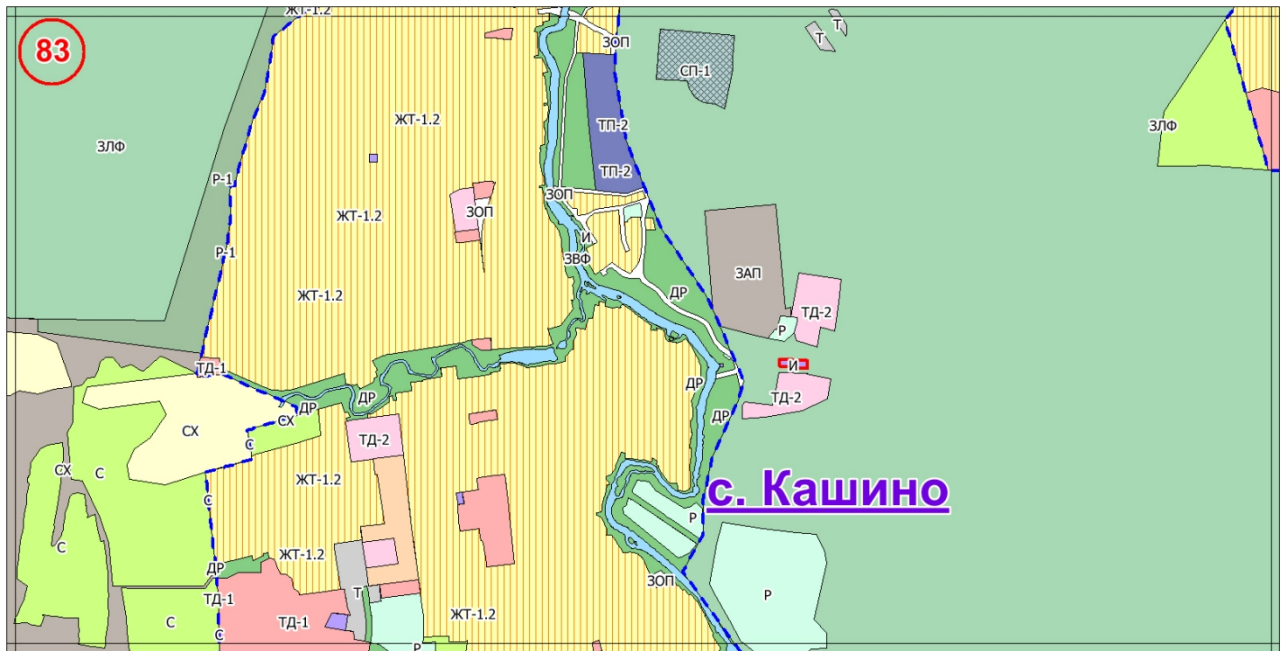 ЖТ-1.2
83
ЗОП
Т
Т
СП-1
ЖТ-1.2
ТП-2
ЗЛФ
ЗЛФ
ТП-2
Р-1
ЗОП
ЖТ-1.2
ЗОП
И
Р-1
ЗВФ
ЗАП
ДР
ЖТ-1.2
ТД-2
Р
ТД-1
И
ДР
ДР
ДР
ТД-2
СХ
ДР
СХ
ТД-2
С
СХ
С
ЖТ-1.2
с. Кашино
С
Р
С
ЖТ-1.2
ДР
ЗОП
Т
Р
ТД-1
ЖТ-1.2
С
ТД-1
С
Р